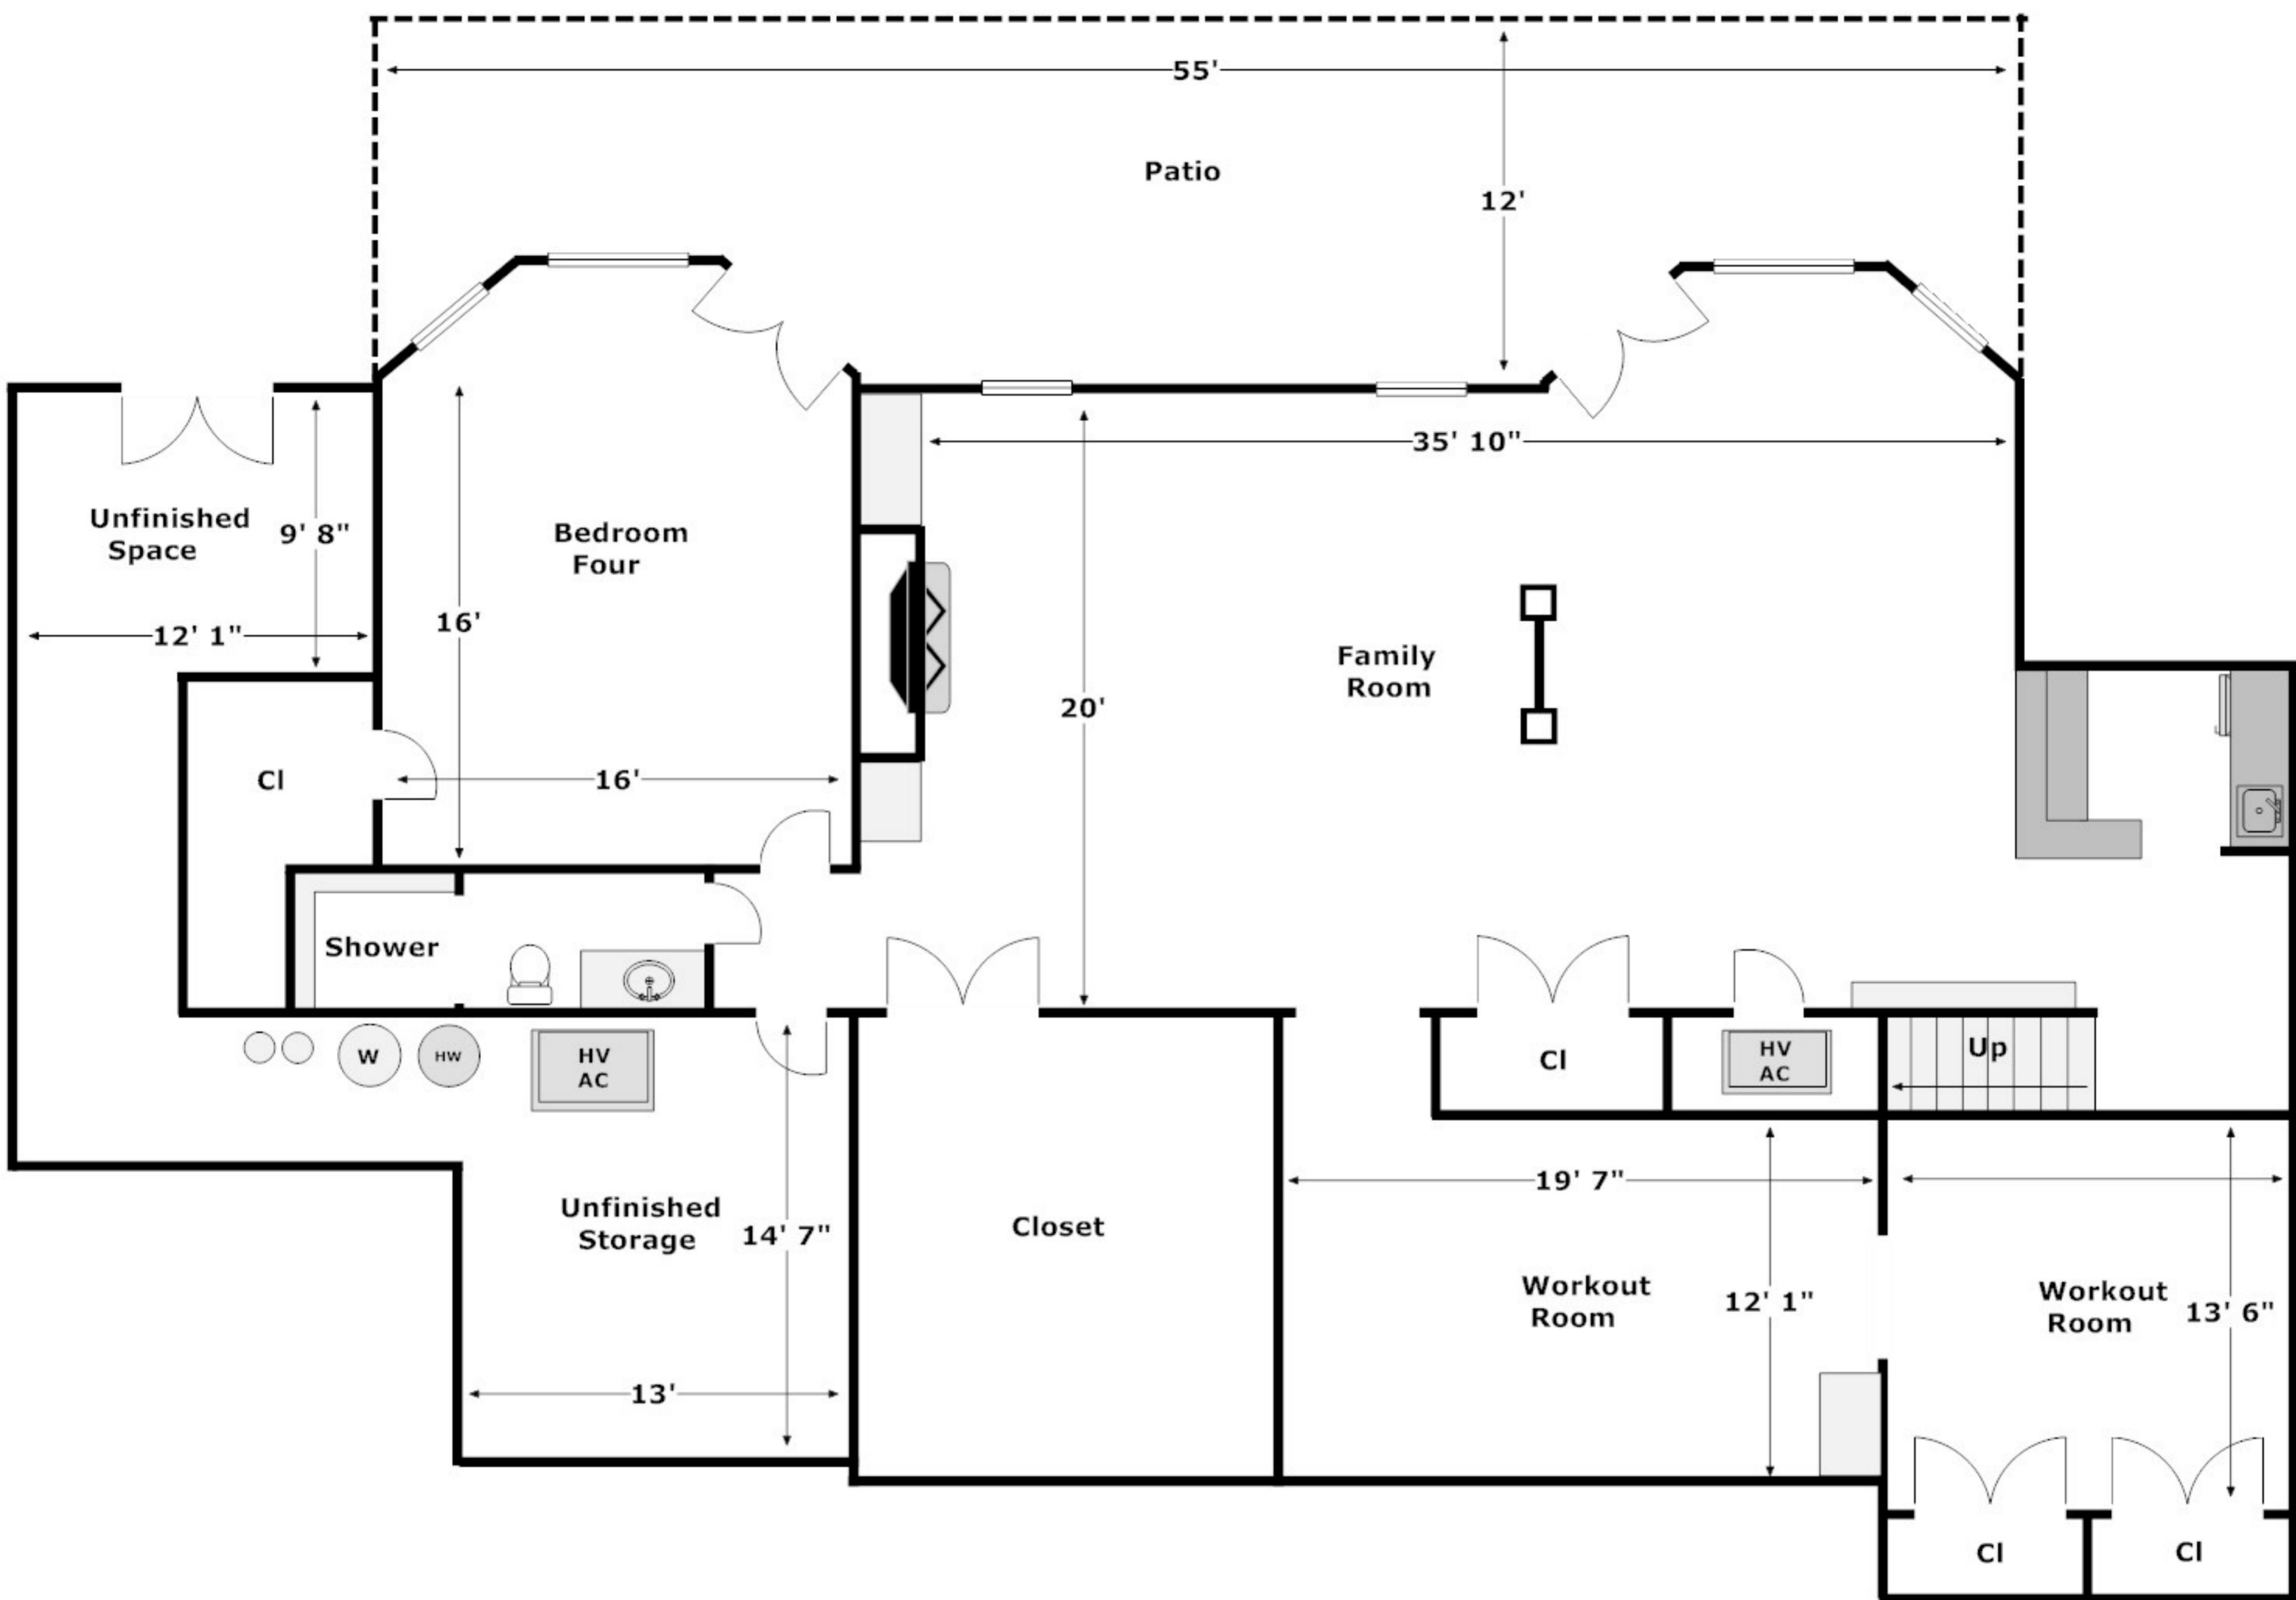 55'
Patio
12'
35' 10"
Unfinished
Space
9' 8"
12' 1"
Bedroom
Four
16'
16'
Family
Room
20'
Cl
Shower
W
HW
HV
AC
Cl
HV
AC
Up
Unfinished
Storage
14' 7"
13'
Closet
19' 7"
Workout
Room
12' 1"
Workout
Room
13' 6"
Cl
Cl